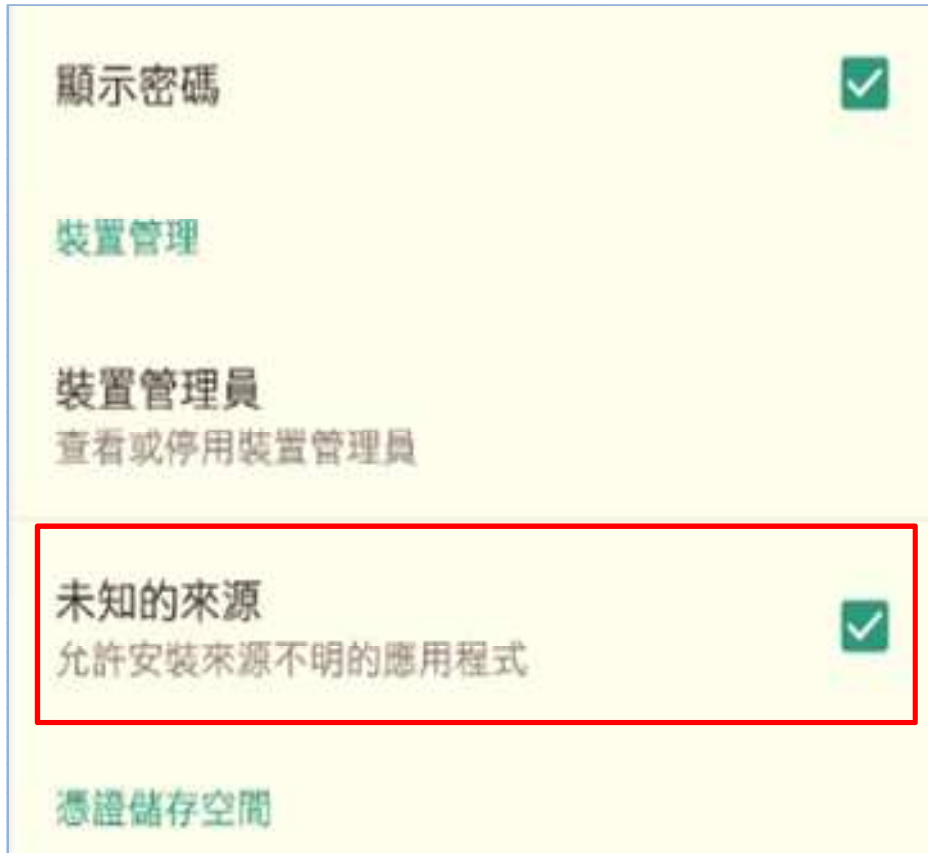 顯示密碼
裝置管理
裝置管理員
查看或停用裝置管理員
未知的來源
允許安裝來源不明的應用程式
憑證儲存空間